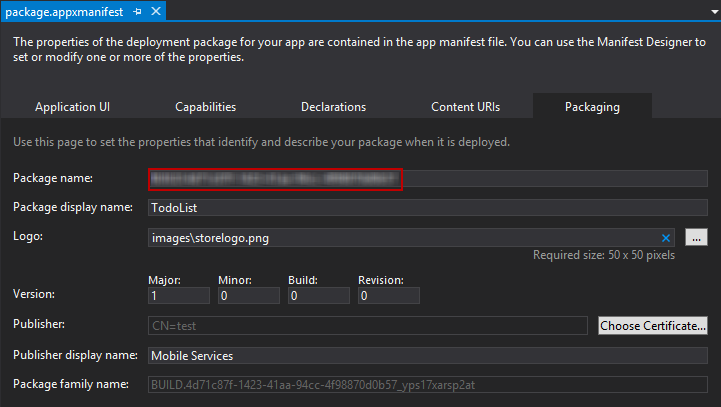 package.appxmanifest
The properties of the deployment package for your app are contained in the app manifest file. You can use the Manifest Designer to
set or modify one or more of the properties.
Application UI Capabilities Declarations Content URIs Packaging
Use this page to set the properties that identify and describe your package when it is deployed.
Package name:
Package display name: TodoList
Logo: images\storelogo.png ...
Required size: 50 x 50 pixels
Major: Minor: Build: Revision:
Version: 1 0 0 0
Publisher: CN=test Choose Certificate...
Publisher display name: Mobile Services
Package family name: BUILD.4d71c87f-1423-41aa-94cc-4f98870d0b57_yps17xarsp2at